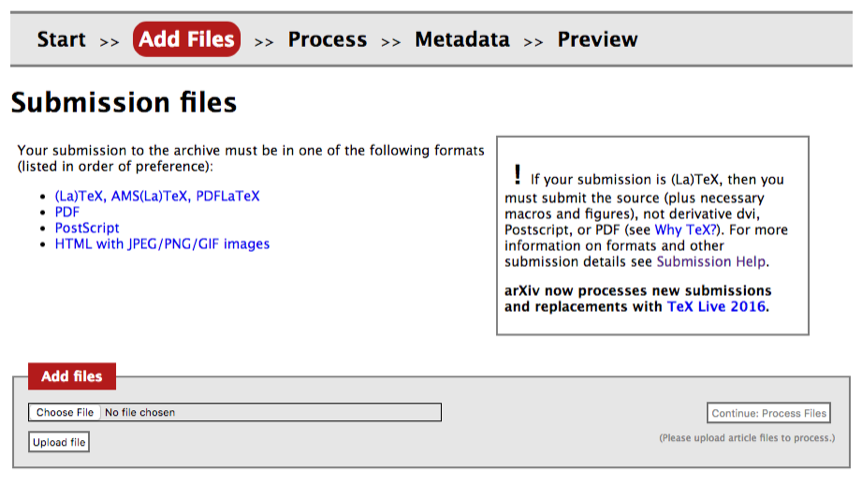 Start >> Add Files >> Process >> Metadata >> Preview
Submission files
Your submission to the archive must be in one of the following formats
(listed in order of preference):
• (La)TeX, AMS(La)TeX, PDFLaTeX
• PDF
• PostScript
• HTML with JPEG/PNG/GIF images
! If your submission is (La)TeX, then you
must submit the source (plus necessary
macros and figures), not derivative dvi,
Postscript, or PDF (see Why TeX?). For more
information on formats and other
submission details see Submission Help.
arXiv now processes new submissions
and replacements with TeX Live 2016.
Add files
Choose File No file chosen
Continue: Process Files
Upload file
(Please upload article files to process.)